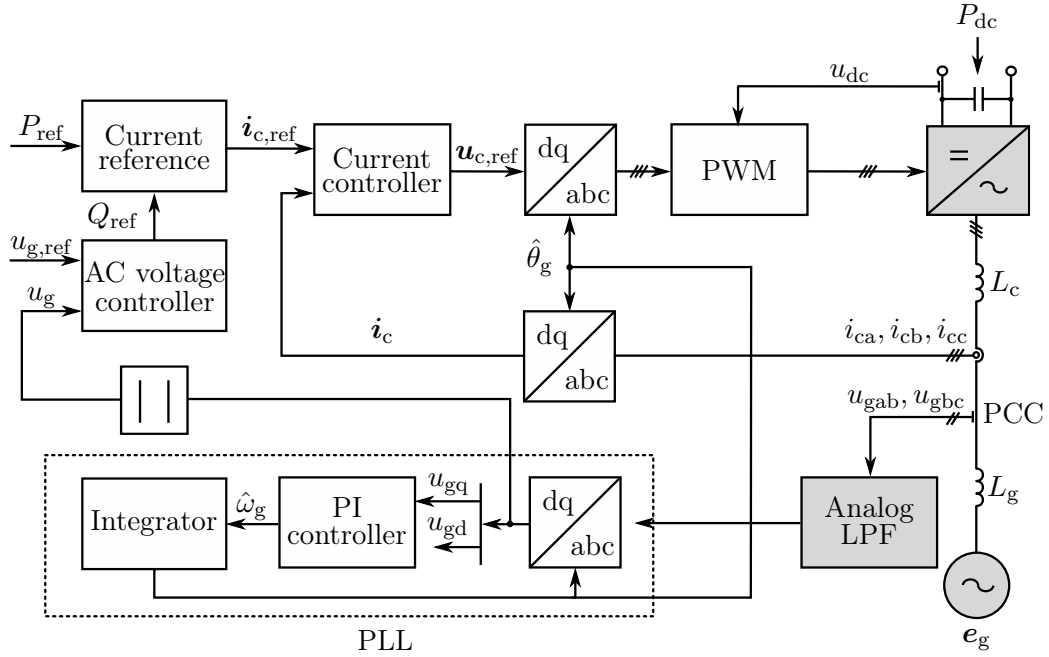 P_dc
u_dc
P_ref
Current
reference
i_c,ref
Current
controller
u_c,ref
dq
abc
PWM
=
∼
Q_ref
u_g,ref
AC voltage
controller
u_g
θ̂_g
L_c
i_c
dq
abc
i_ca, i_cb, i_cc
| |
u_gab, u_gbc
PCC
Integrator
ω̂_g
PI
controller
u_gq
u_gd
dq
abc
Analog
LPF
L_g
∼
e_g
PLL